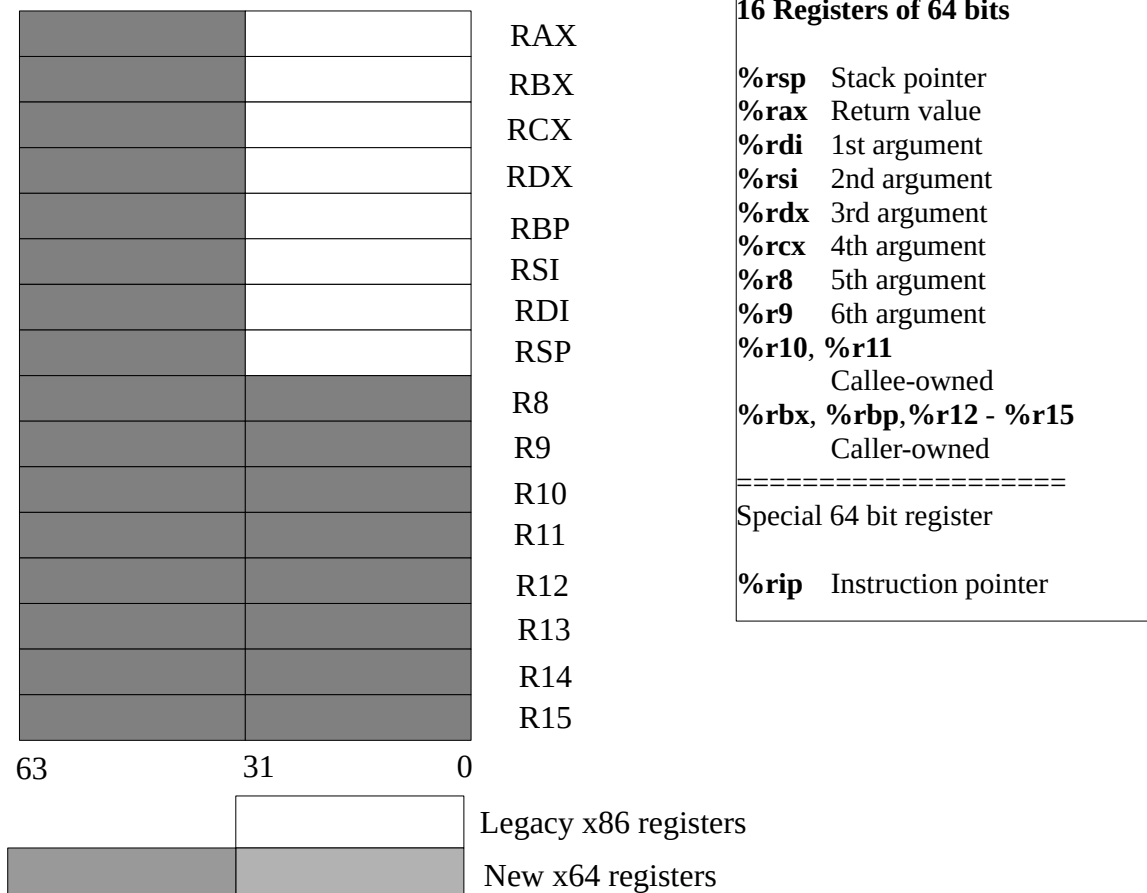 RAX
RBX
RCX
RDX
RBP
RSI
RDI
RSP
R8
R9
R10
R11
R12
R13
R14
R15
63 31 0
Legacy x86 registers
New x64 registers
16 Registers of 64 bits
%rsp Stack pointer
%rax Return value
%rdi 1st argument
%rsi 2nd argument
%rdx 3rd argument
%rcx 4th argument
%r8 5th argument
%r9 6th argument
%r10, %r11
Callee-owned
%rbx, %rbp,%r12 - %r15
Caller-owned
====================
Special 64 bit register
%rip Instruction pointer